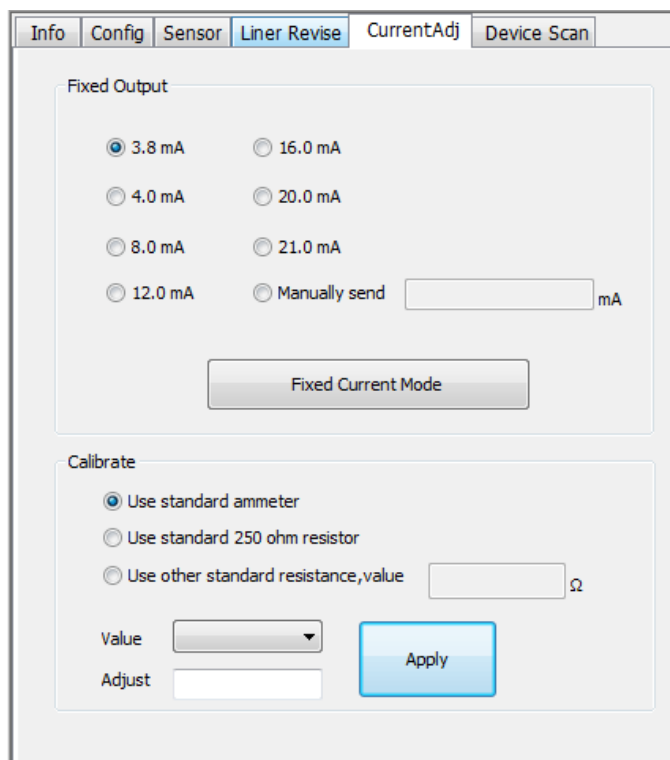 Info Config Sensor Liner Revise CurrentAdj Device Scan
Fixed Output
3.8 mA 16.0 mA
4.0 mA 20.0 mA
8.0 mA 21.0 mA
12.0 mA Manually send mA
Fixed Current Mode
Calibrate
Use standard ammeter
Use standard 250 ohm resistor
Use other standard resistance,value Ω
Value
Apply
Adjust